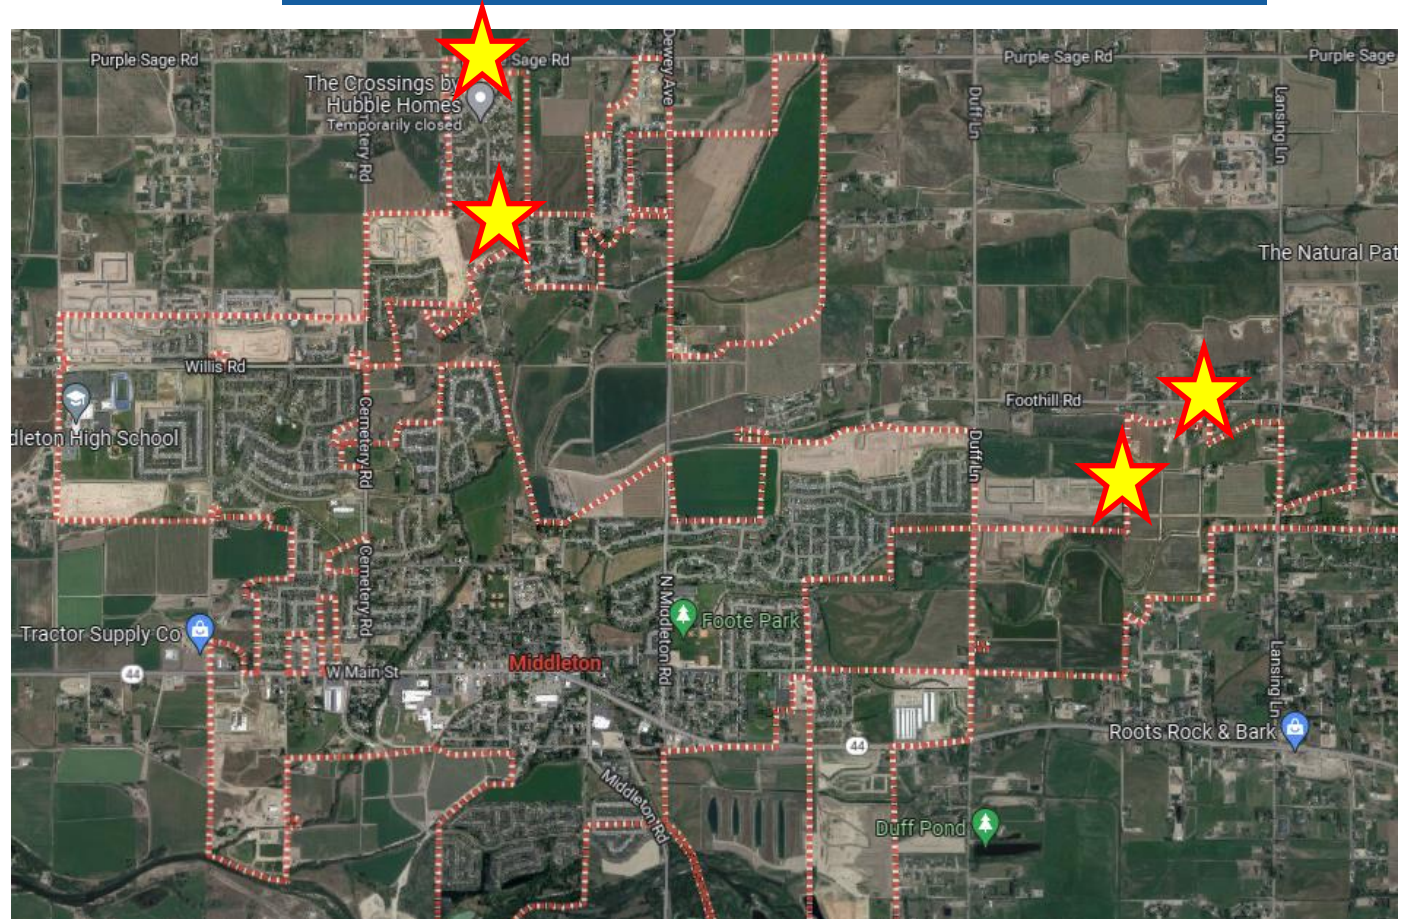 Purple Sage Rd
Sage Rd
Dewey Ave
Purple Sage Rd
Purple Sage
The Crossings by
Hubble Homes
Temporarily closed
Cemetery Rd
Duff Ln
Lansing Ln
The Natural Pat
Willis Rd
dleton High School
Cemetery Rd
Foothill Rd
Duff Ln
Cemetery Rd
N Middleton Rd
Foote Park
Tractor Supply Co
Middleton
W Main St
44
Lansing Ln
Roots Rock & Bark
44
Middleton Rd
Duff Pond